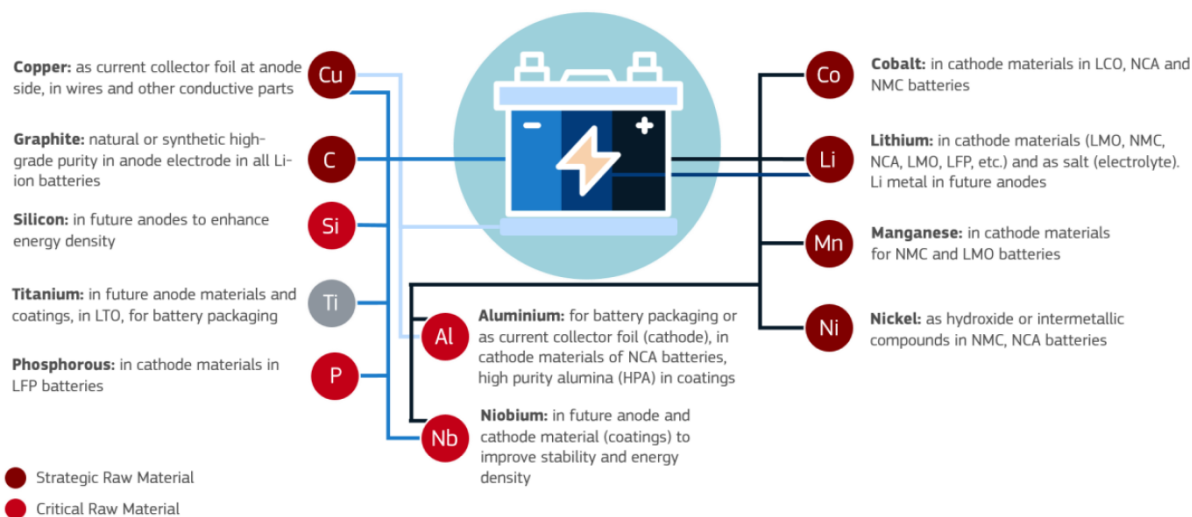 Copper: as current collector foil at anode
side, in wires and other conductive parts
Cu
Graphite: natural or synthetic high-
grade purity in anode electrode in all Li-
ion batteries
C
Silicon: in future anodes to enhance
energy density
Si
Titanium: in future anode materials and
coatings, in LTO, for battery packaging
Ti
Phosphorous: in cathode materials in
LFP batteries
P
Al
Aluminium: for battery packaging or
as current collector foil (cathode), in
cathode materials of NCA batteries,
high purity alumina (HPA) in coatings
Nb
Niobium: in future anode and
cathode material (coatings) to
improve stability and energy
density
Co
Cobalt: in cathode materials in LCO, NCA and
NMC batteries
Li
Lithium: in cathode materials (LMO, NMC,
NCA, LMO, LFP, etc.) and as salt (electrolyte).
Li metal in future anodes
Mn
Manganese: in cathode materials
for NMC and LMO batteries
Ni
Nickel: as hydroxide or intermetallic
compounds in NMC, NCA batteries
Strategic Raw Material
Critical Raw Material